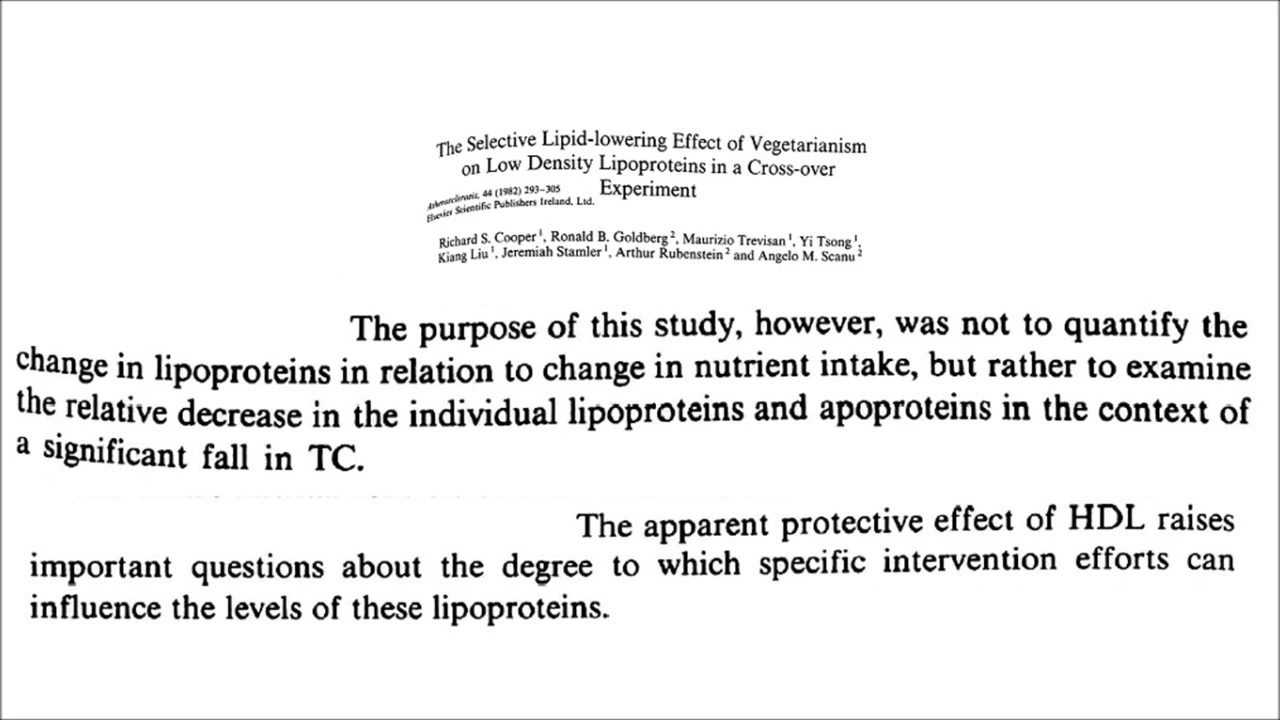 The Selective Lipid-lowering Effect of Vegetarianism
on Low Density Lipoproteins in a Cross-over
Experiment
Atherosclerosis, 44 (1982) 293–305
Elsevier Scientific Publishers Ireland, Ltd.
Richard S. Cooper 1, Ronald B. Goldberg 2, Maurizio Trevisan 1, Yi Tsong 1,
Kiang Liu 1, Jeremiah Stamler 1, Arthur Rubenstein 2 and Angelo M. Scanu 2
The purpose of this study, however, was not to quantify the
change in lipoproteins in relation to change in nutrient intake, but rather to examine
the relative decrease in the individual lipoproteins and apoproteins in the context of
a significant fall in TC.
The apparent protective effect of HDL raises
important questions about the degree to which specific intervention efforts can
influence the levels of these lipoproteins.